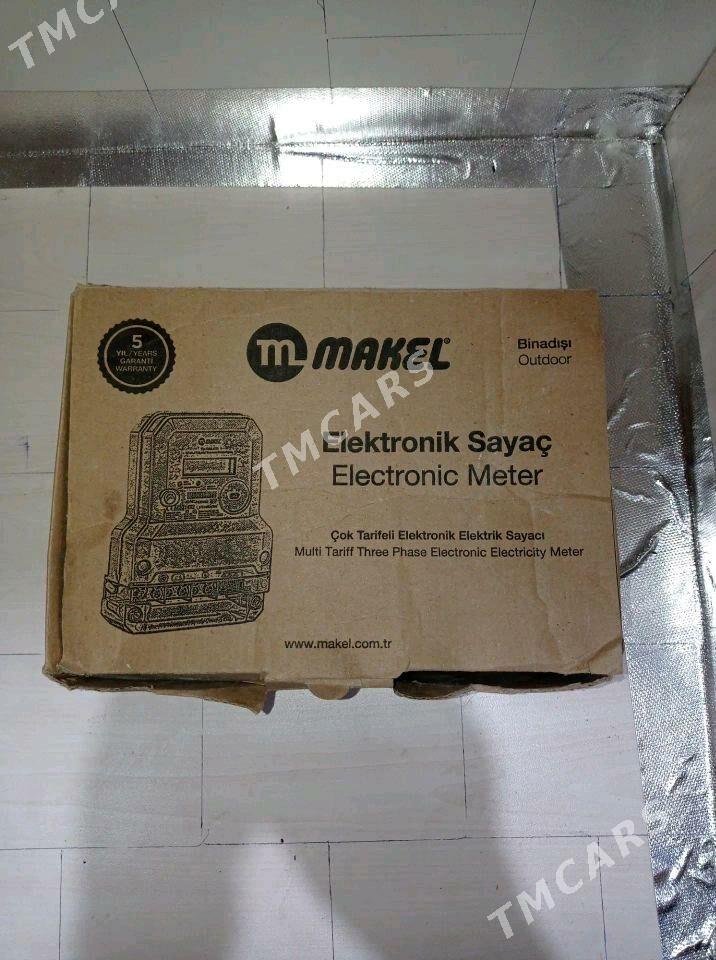 TMCARS
5
YIL/YEARS
GARANTİ
WARRANTY
m MAKEL
Binadışı
Outdoor
TMCARS
Elektronik Sayaç
Electronic Meter
Çok Tarifeli Elektronik Elektrik Sayacı
Multi Tariff Three Phase Electronic Electricity Meter
www.makel.com.tr
TMCARS